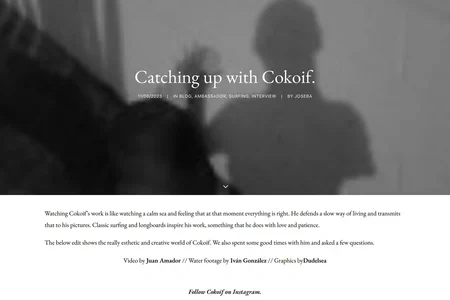 Catching up with Cokoif.
11/06/2023 | IN BLOG, AMBASSADOR, SURFING, INTERVIEW | BY JOSEBA
Watching Cokoif's work is like watching a calm sea and feeling that at that moment everything is right. He defends a slow way of living and transmits
that to his pictures. Classic surfing and longboards inspire his work, something that he does with love and patience.
The below edit shows the really esthetic and creative world of Cokoif. We also spent some good times with him and asked a few questions.
Video by Juan Amador // Water footage by Iván González // Graphics byDudelsea
Follow Cokoif on Instagram.